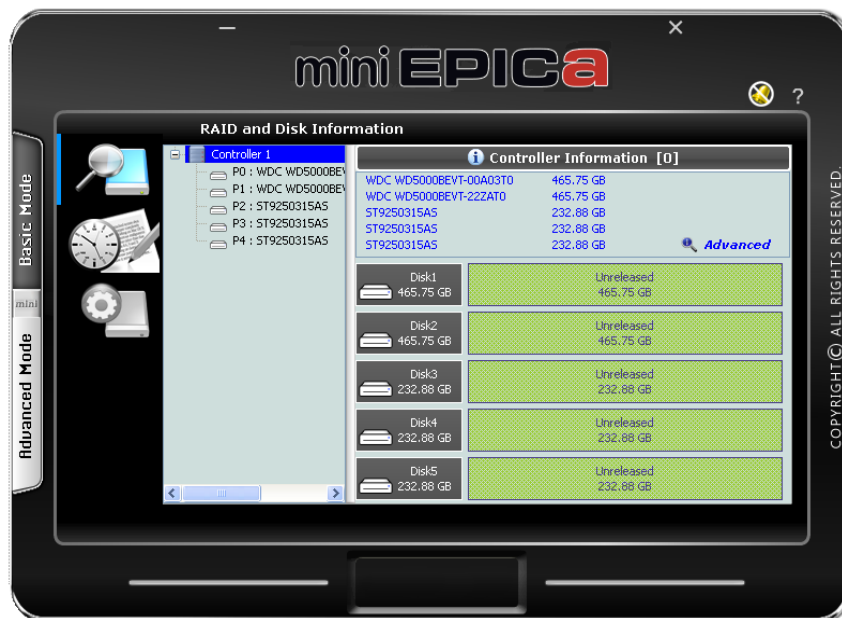 mini EPICa
?
RAID and Disk Information
Basic Mode
mini
Advanced Mode
Controller 1
P0 : WDC WD5000BEV
P1 : WDC WD5000BEV
P2 : ST9250315AS
P3 : ST9250315AS
P4 : ST9250315AS
Controller Information [0]
WDC WD5000BEVT-00A03T0 465.75 GB
WDC WD5000BEVT-22ZAT0 465.75 GB
ST9250315AS 232.88 GB
ST9250315AS 232.88 GB
ST9250315AS 232.88 GB
Advanced
Disk1
465.75 GB
Unreleased
465.75 GB
Disk2
465.75 GB
Unreleased
465.75 GB
Disk3
232.88 GB
Unreleased
232.88 GB
Disk4
232.88 GB
Unreleased
232.88 GB
Disk5
232.88 GB
Unreleased
232.88 GB
COPYRIGHT© ALL RIGHTS RESERVED.